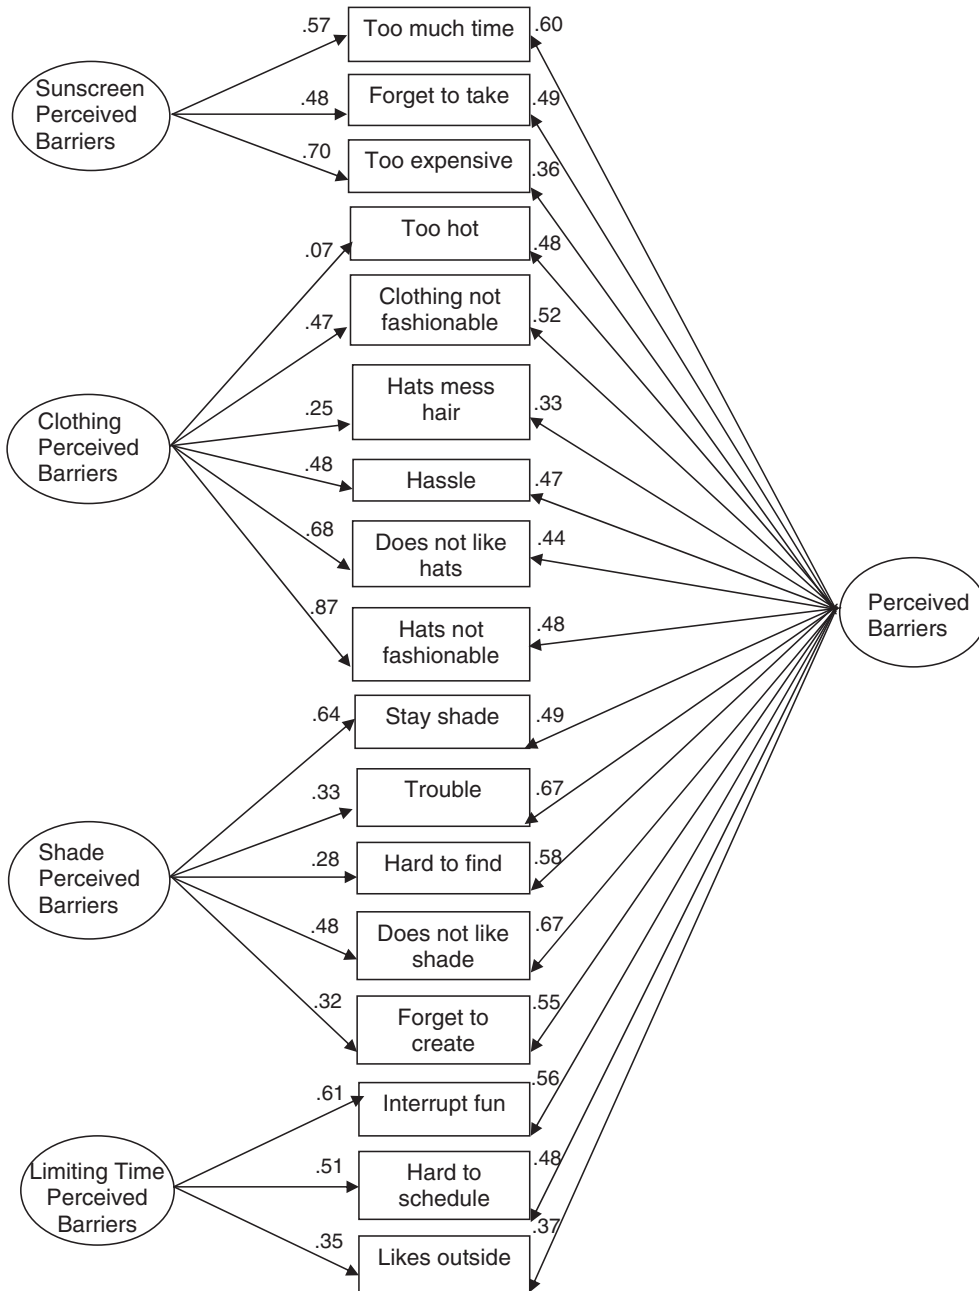 .57
Too much time
.60
Sunscreen
Perceived
Barriers
.48
Forget to take
.49
.70
Too expensive
.36
Too hot
.48
.07
Clothing not
fashionable
.52
.47
Hats mess
hair
.33
.25
Clothing
Perceived
Barriers
.48
Hassle
.47
.68
Does not like
hats
.44
.87
Hats not
fashionable
.48
Perceived
Barriers
.64
Stay shade
.49
.33
Trouble
.67
Shade
Perceived
Barriers
.28
Hard to find
.58
.48
Does not like
shade
.67
.32
Forget to
create
.55
.61
Interrupt fun
.56
Limiting Time
Perceived
Barriers
.51
Hard to
schedule
.48
.35
Likes outside
.37